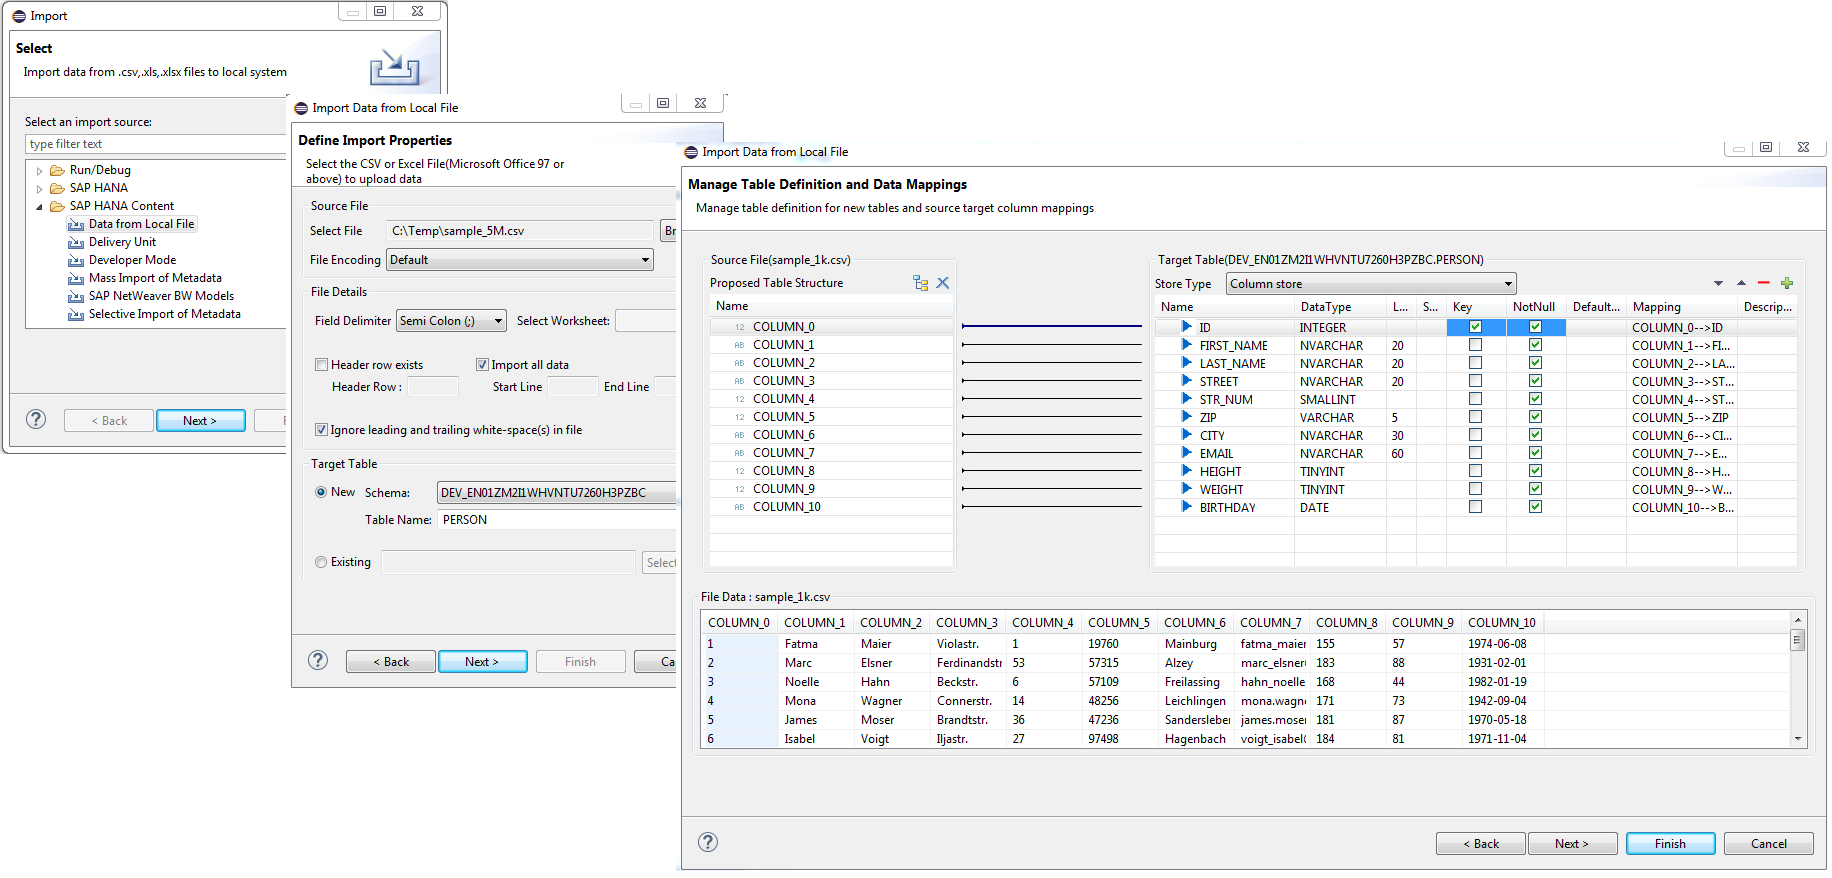 Import
Select
Import data from .csv,.xls,.xlsx files to local system
Select an import source:
type filter text
Run/Debug
SAP HANA
SAP HANA Content
Data from Local File
Delivery Unit
Developer Mode
Mass Import of Metadata
SAP NetWeaver BW Models
Selective Import of Metadata
< Back Next > F
Import Data from Local File
Define Import Properties
Select the CSV or Excel File(Microsoft Office 97 or
above) to upload data
Source File
Select File C:\Temp\sample_5M.csv Br
File Encoding Default
File Details
Field Delimiter Semi Colon (;) Select Worksheet:
Header row exists Import all data
Header Row : Start Line End Line
Ignore leading and trailing white-space(s) in file
Target Table
New Schema: DEV_EN01ZM2I1WHVNTU7260H3PZBC
Table Name: PERSON
Existing Select
< Back Next > Finish Ca
Import Data from Local File
Manage Table Definition and Data Mappings
Manage table definition for new tables and source target column mappings
Source File(sample_1k.csv)
Proposed Table Structure
Name
12 COLUMN_0
AB COLUMN_1
AB COLUMN_2
AB COLUMN_3
12 COLUMN_4
12 COLUMN_5
AB COLUMN_6
AB COLUMN_7
12 COLUMN_8
12 COLUMN_9
AB COLUMN_10
Target Table(DEV_EN01ZM2I1WHVNTU7260H3PZBC.PERSON)
Store Type Column store
Name DataType L... S... Key NotNull Default... Mapping Descrip...
ID INTEGER COLUMN_0-->ID
FIRST_NAME NVARCHAR 20 COLUMN_1-->FI...
LAST_NAME NVARCHAR 20 COLUMN_2-->LA...
STREET NVARCHAR 20 COLUMN_3-->ST...
STR_NUM SMALLINT COLUMN_4-->ST...
ZIP VARCHAR 5 COLUMN_5-->ZIP
CITY NVARCHAR 30 COLUMN_6-->CI...
EMAIL NVARCHAR 60 COLUMN_7-->E...
HEIGHT TINYINT COLUMN_8-->H...
WEIGHT TINYINT COLUMN_9-->W...
BIRTHDAY DATE COLUMN_10-->B...
File Data : sample_1k.csv
COLUMN_0 COLUMN_1 COLUMN_2 COLUMN_3 COLUMN_4 COLUMN_5 COLUMN_6 COLUMN_7 COLUMN_8 COLUMN_9 COLUMN_10
1 Fatma Maier Violastr. 1 19760 Mainburg fatma_maier 155 57 1974-06-08
2 Marc Elsner Ferdinandstr 53 57315 Alzey marc_elsner 183 88 1931-02-01
3 Noelle Hahn Beckstr. 6 57109 Freilassing hahn_noelle 168 44 1982-01-19
4 Mona Wagner Connerstr. 14 48256 Leichlingen mona.wagn 171 73 1942-09-04
5 James Moser Brandtstr. 36 47236 Sandersleber james.moser 181 87 1970-05-18
6 Isabel Voigt Iljastr. 27 97498 Hagenbach voigt_isabel 184 81 1971-11-04
< Back Next > Finish Cancel